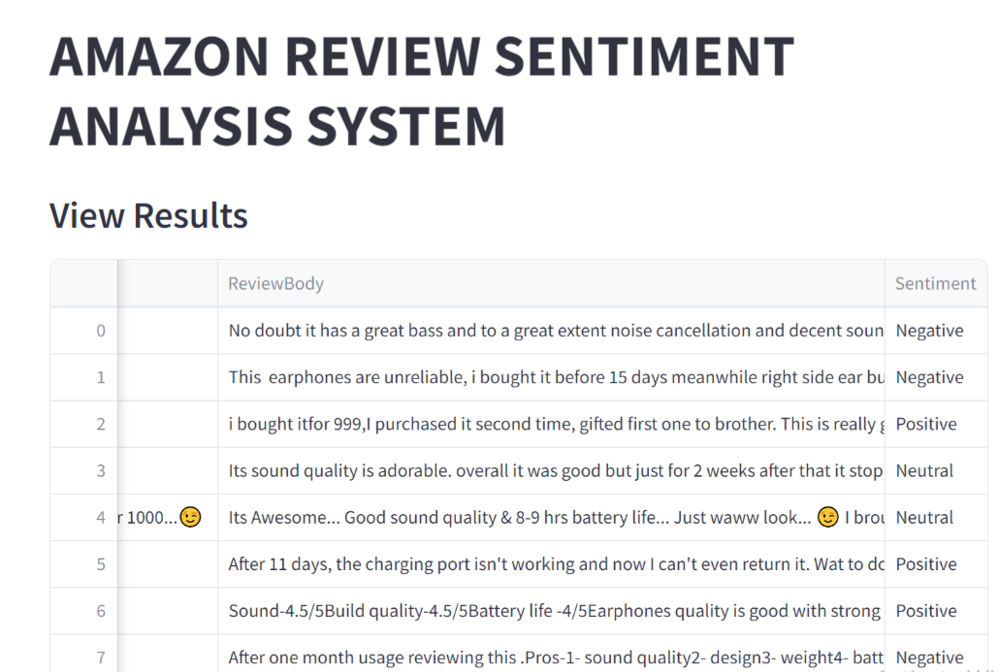 AMAZON REVIEW SENTIMENT
ANALYSIS SYSTEM
View Results
ReviewBody Sentiment
0 No doubt it has a great bass and to a great extent noise cancellation and decent soun Negative
1 This earphones are unreliable, i bought it before 15 days meanwhile right side ear bu Negative
2 i bought itfor 999,I purchased it second time, gifted first one to brother. This is really g Positive
3 Its sound quality is adorable. overall it was good but just for 2 weeks after that it stop Neutral
4 r 1000...😉 Its Awesome... Good sound quality & 8-9 hrs battery life... Just waww look... 😉 I brou Neutral
5 After 11 days, the charging port isn't working and now I can't even return it. Wat to do Positive
6 Sound-4.5/5Build quality-4.5/5Battery life -4/5Earphones quality is good with strong Positive
7 After one month usage reviewing this .Pros-1- sound quality2- design3- weight4- batt Negative